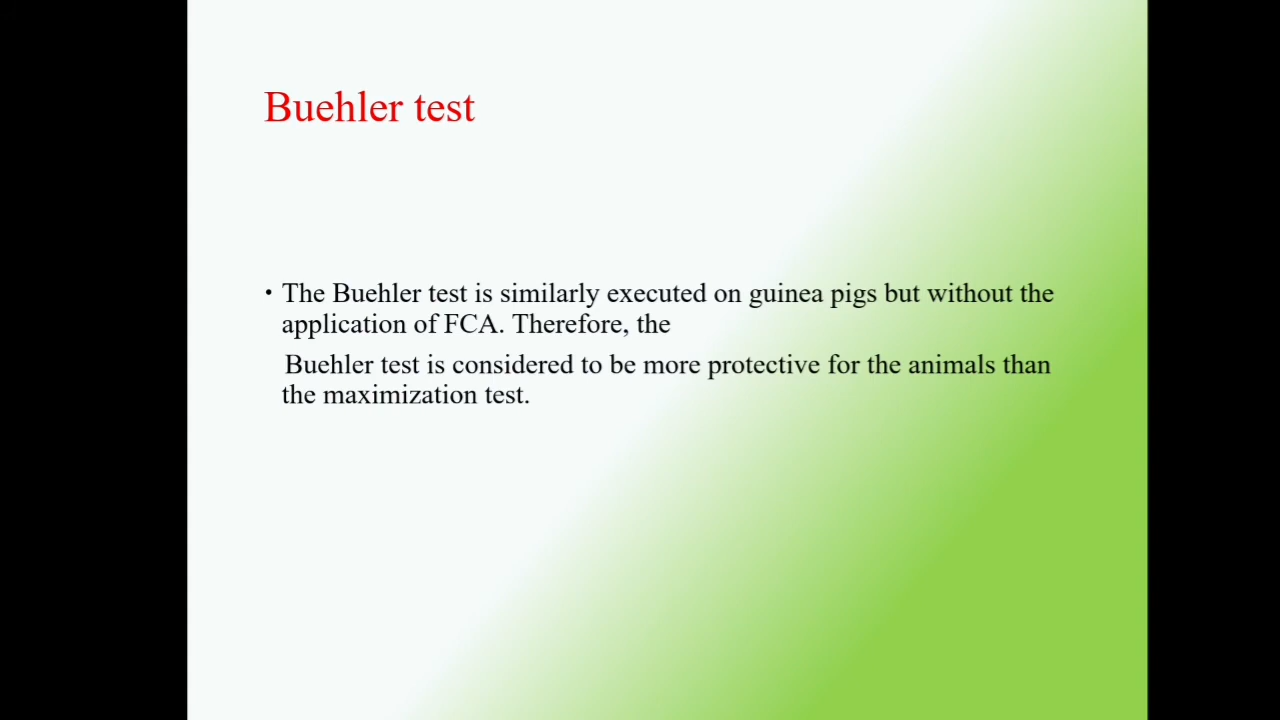 Buehler test
• The Buehler test is similarly executed on guinea pigs but without the
application of FCA. Therefore, the
Buehler test is considered to be more protective for the animals than
the maximization test.